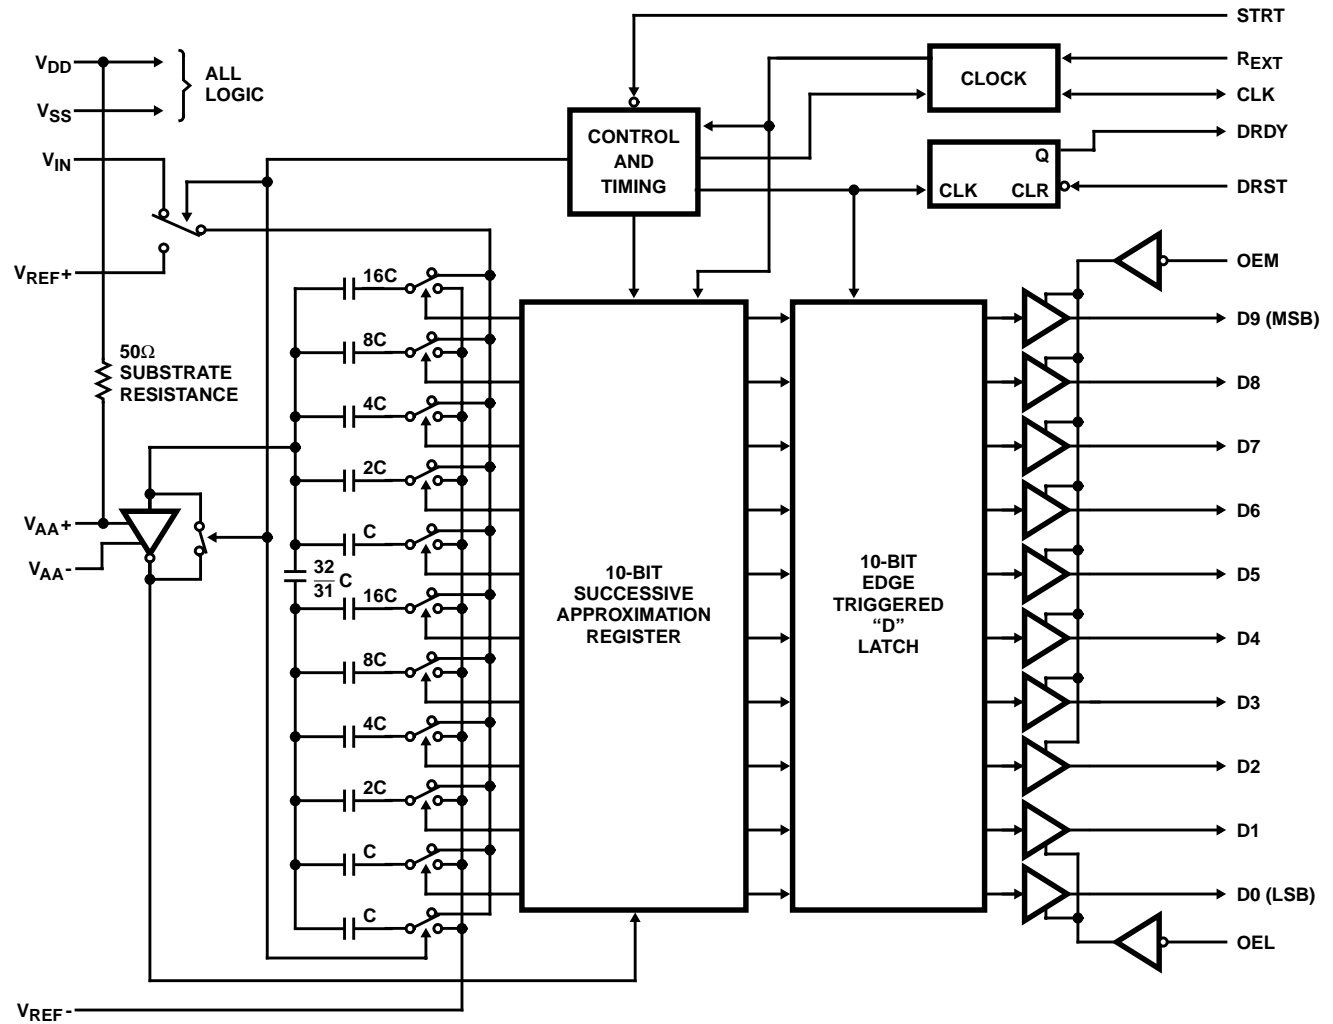 STRT
VDD
ALL
LOGIC
VSS
VIN
VREF+
CONTROL
AND
TIMING
CLOCK
REXT
CLK
Q
CLK
CLR
DRDY
DRST
OEM
50Ω
SUBSTRATE
RESISTANCE
VAA+
VAA-
16C
8C
4C
2C
C
32
31
C
16C
8C
4C
2C
C
C
10-BIT
SUCCESSIVE
APPROXIMATION
REGISTER
10-BIT
EDGE
TRIGGERED
“D”
LATCH
D9 (MSB)
D8
D7
D6
D5
D4
D3
D2
D1
D0 (LSB)
OEL
VREF-